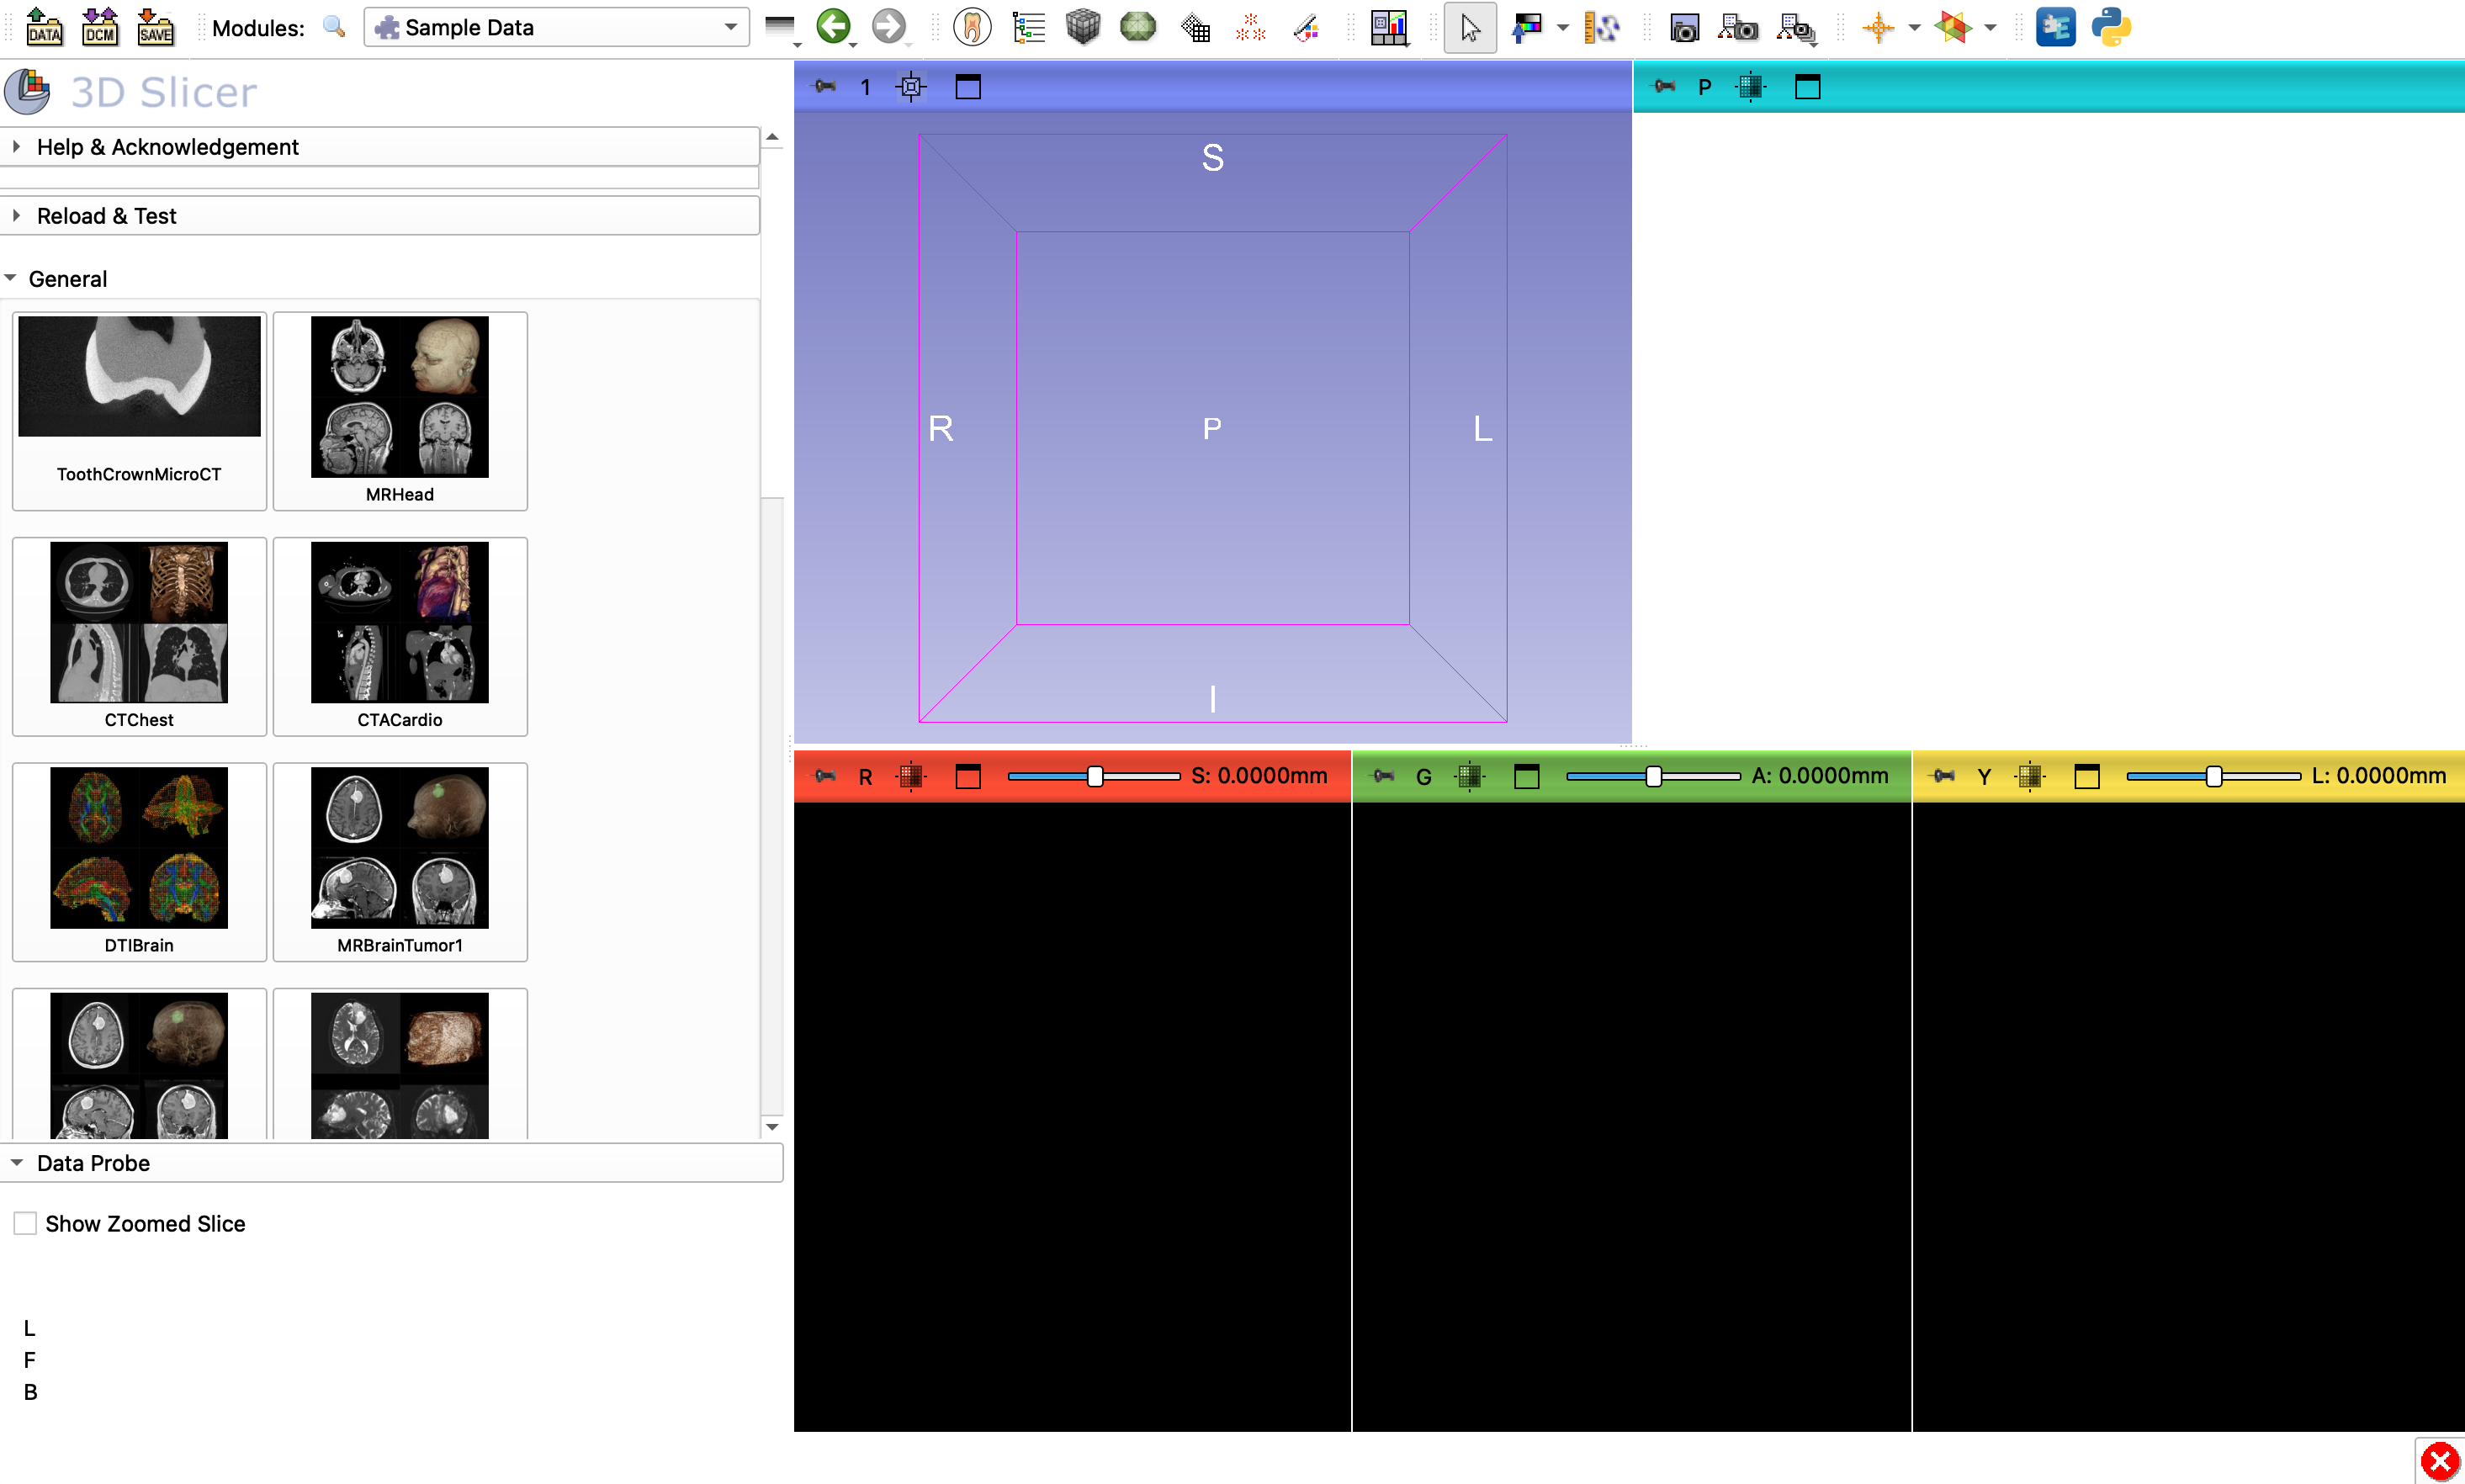 DATA DCM SAVE Modules: Sample Data
3D Slicer
Help & Acknowledgement
Reload & Test
General
ToothCrownMicroCT
MRHead
CTChest
CTACardio
DTIBrain
MRBrainTumor1
Data Probe
Show Zoomed Slice
L
F
B
1
S
R
P
L
I
P
R S: 0.0000mm
G A: 0.0000mm
Y L: 0.0000mm